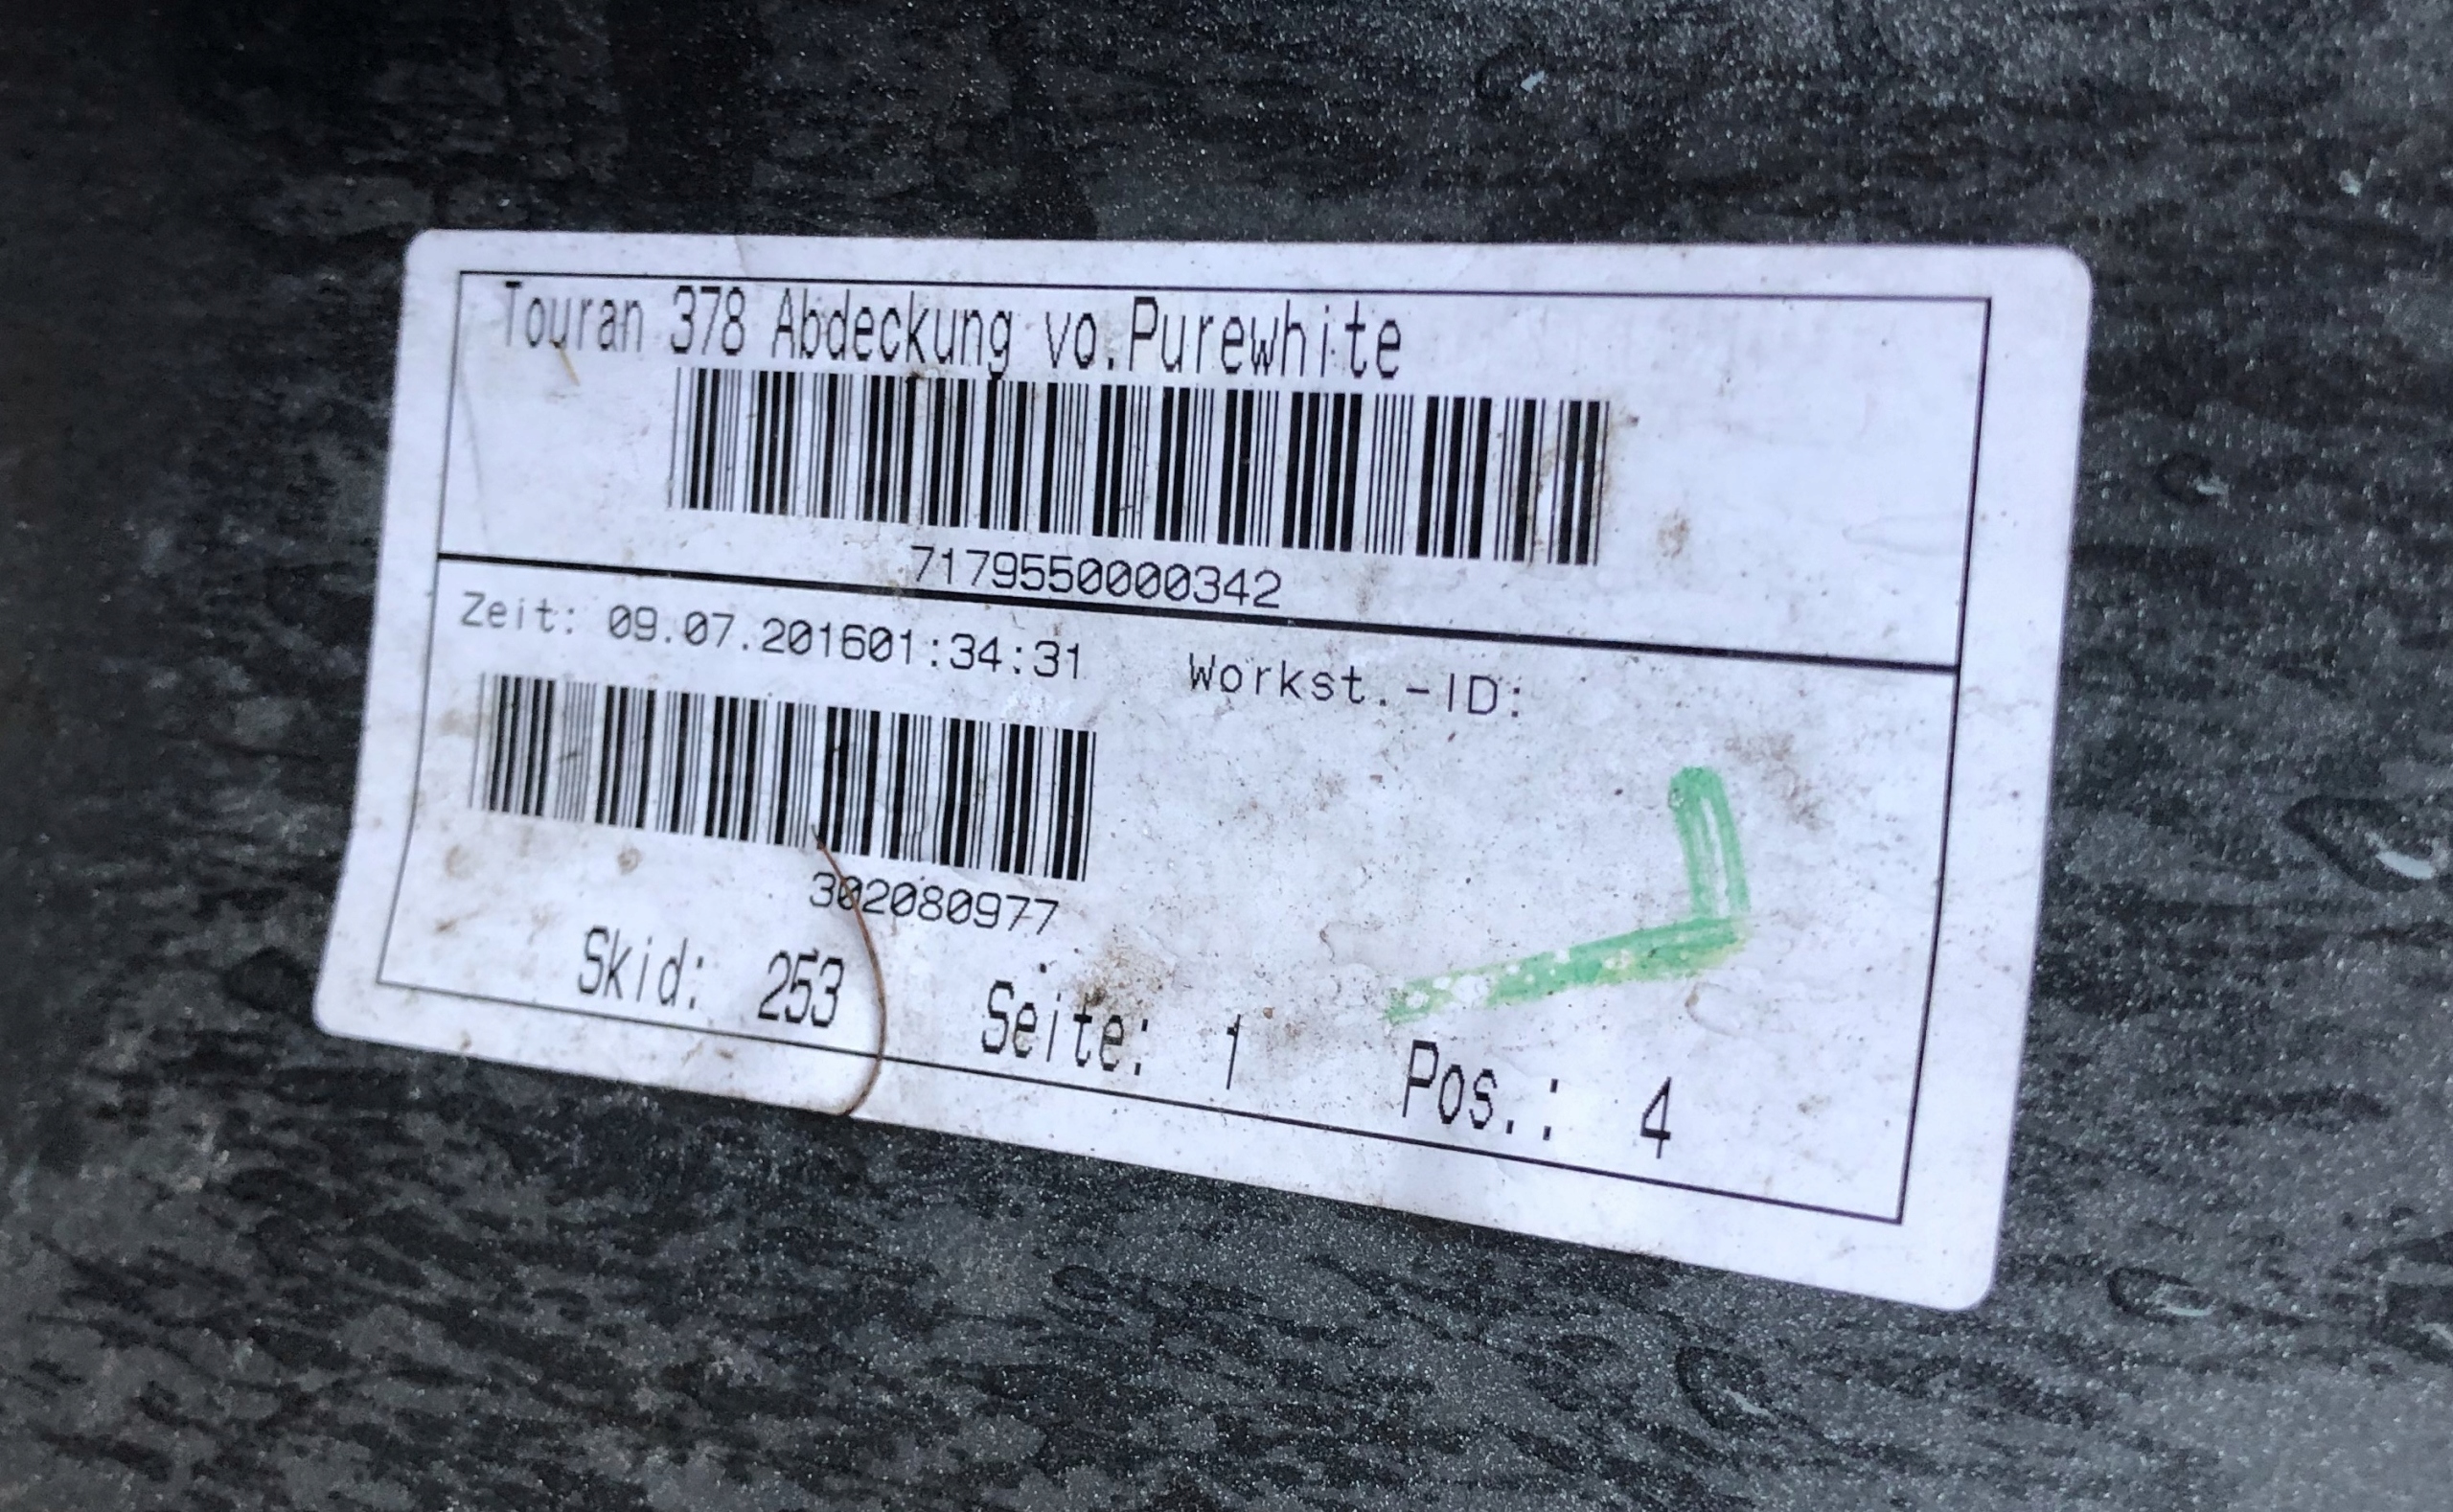 Touran 378 Abdeckung vo.Purewhite
7179550000342
Zeit: 09.07.201601:34:31 Workst.-ID:
302080977
Skid: 253 Seite: 1 Pos.: 4